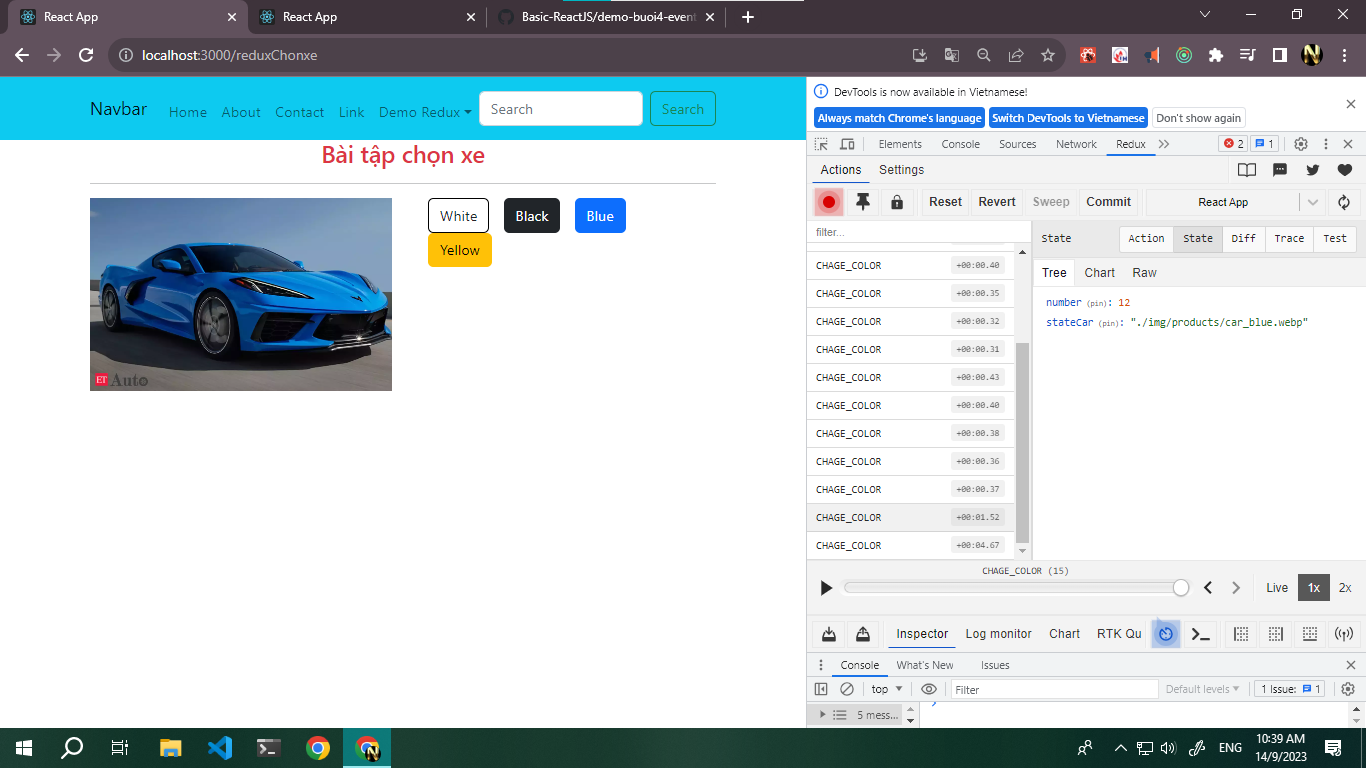 React App
React App
Basic-ReactJS/demo-buoi4-event
localhost:3000/reduxChonxe
Navbar
Home
About
Contact
Link
Demo Redux
Search
Search
Bài tập chọn xe
White
Black
Blue
Yellow
ET Auto
DevTools is now available in Vietnamese!
Always match Chrome's language
Switch DevTools to Vietnamese
Don't show again
Elements
Console
Sources
Network
Redux
2
1
Actions
Settings
Reset
Revert
Sweep
Commit
React App
filter...
State
Action
State
Diff
Trace
Test
Tree
Chart
Raw
number (pin): 12
stateCar (pin): "./img/products/car_blue.webp"
CHAGE_COLOR +00:00.40
CHAGE_COLOR +00:00.35
CHAGE_COLOR +00:00.32
CHAGE_COLOR +00:00.31
CHAGE_COLOR +00:00.43
CHAGE_COLOR +00:00.40
CHAGE_COLOR +00:00.38
CHAGE_COLOR +00:00.36
CHAGE_COLOR +00:00.37
CHAGE_COLOR +00:01.52
CHAGE_COLOR +00:04.67
CHAGE_COLOR (15)
Live
1x
2x
Inspector
Log monitor
Chart
RTK Qu
Console
What's New
Issues
top
Filter
Default levels
1 Issue:
1
5 mess...
ENG
10:39 AM
14/9/2023